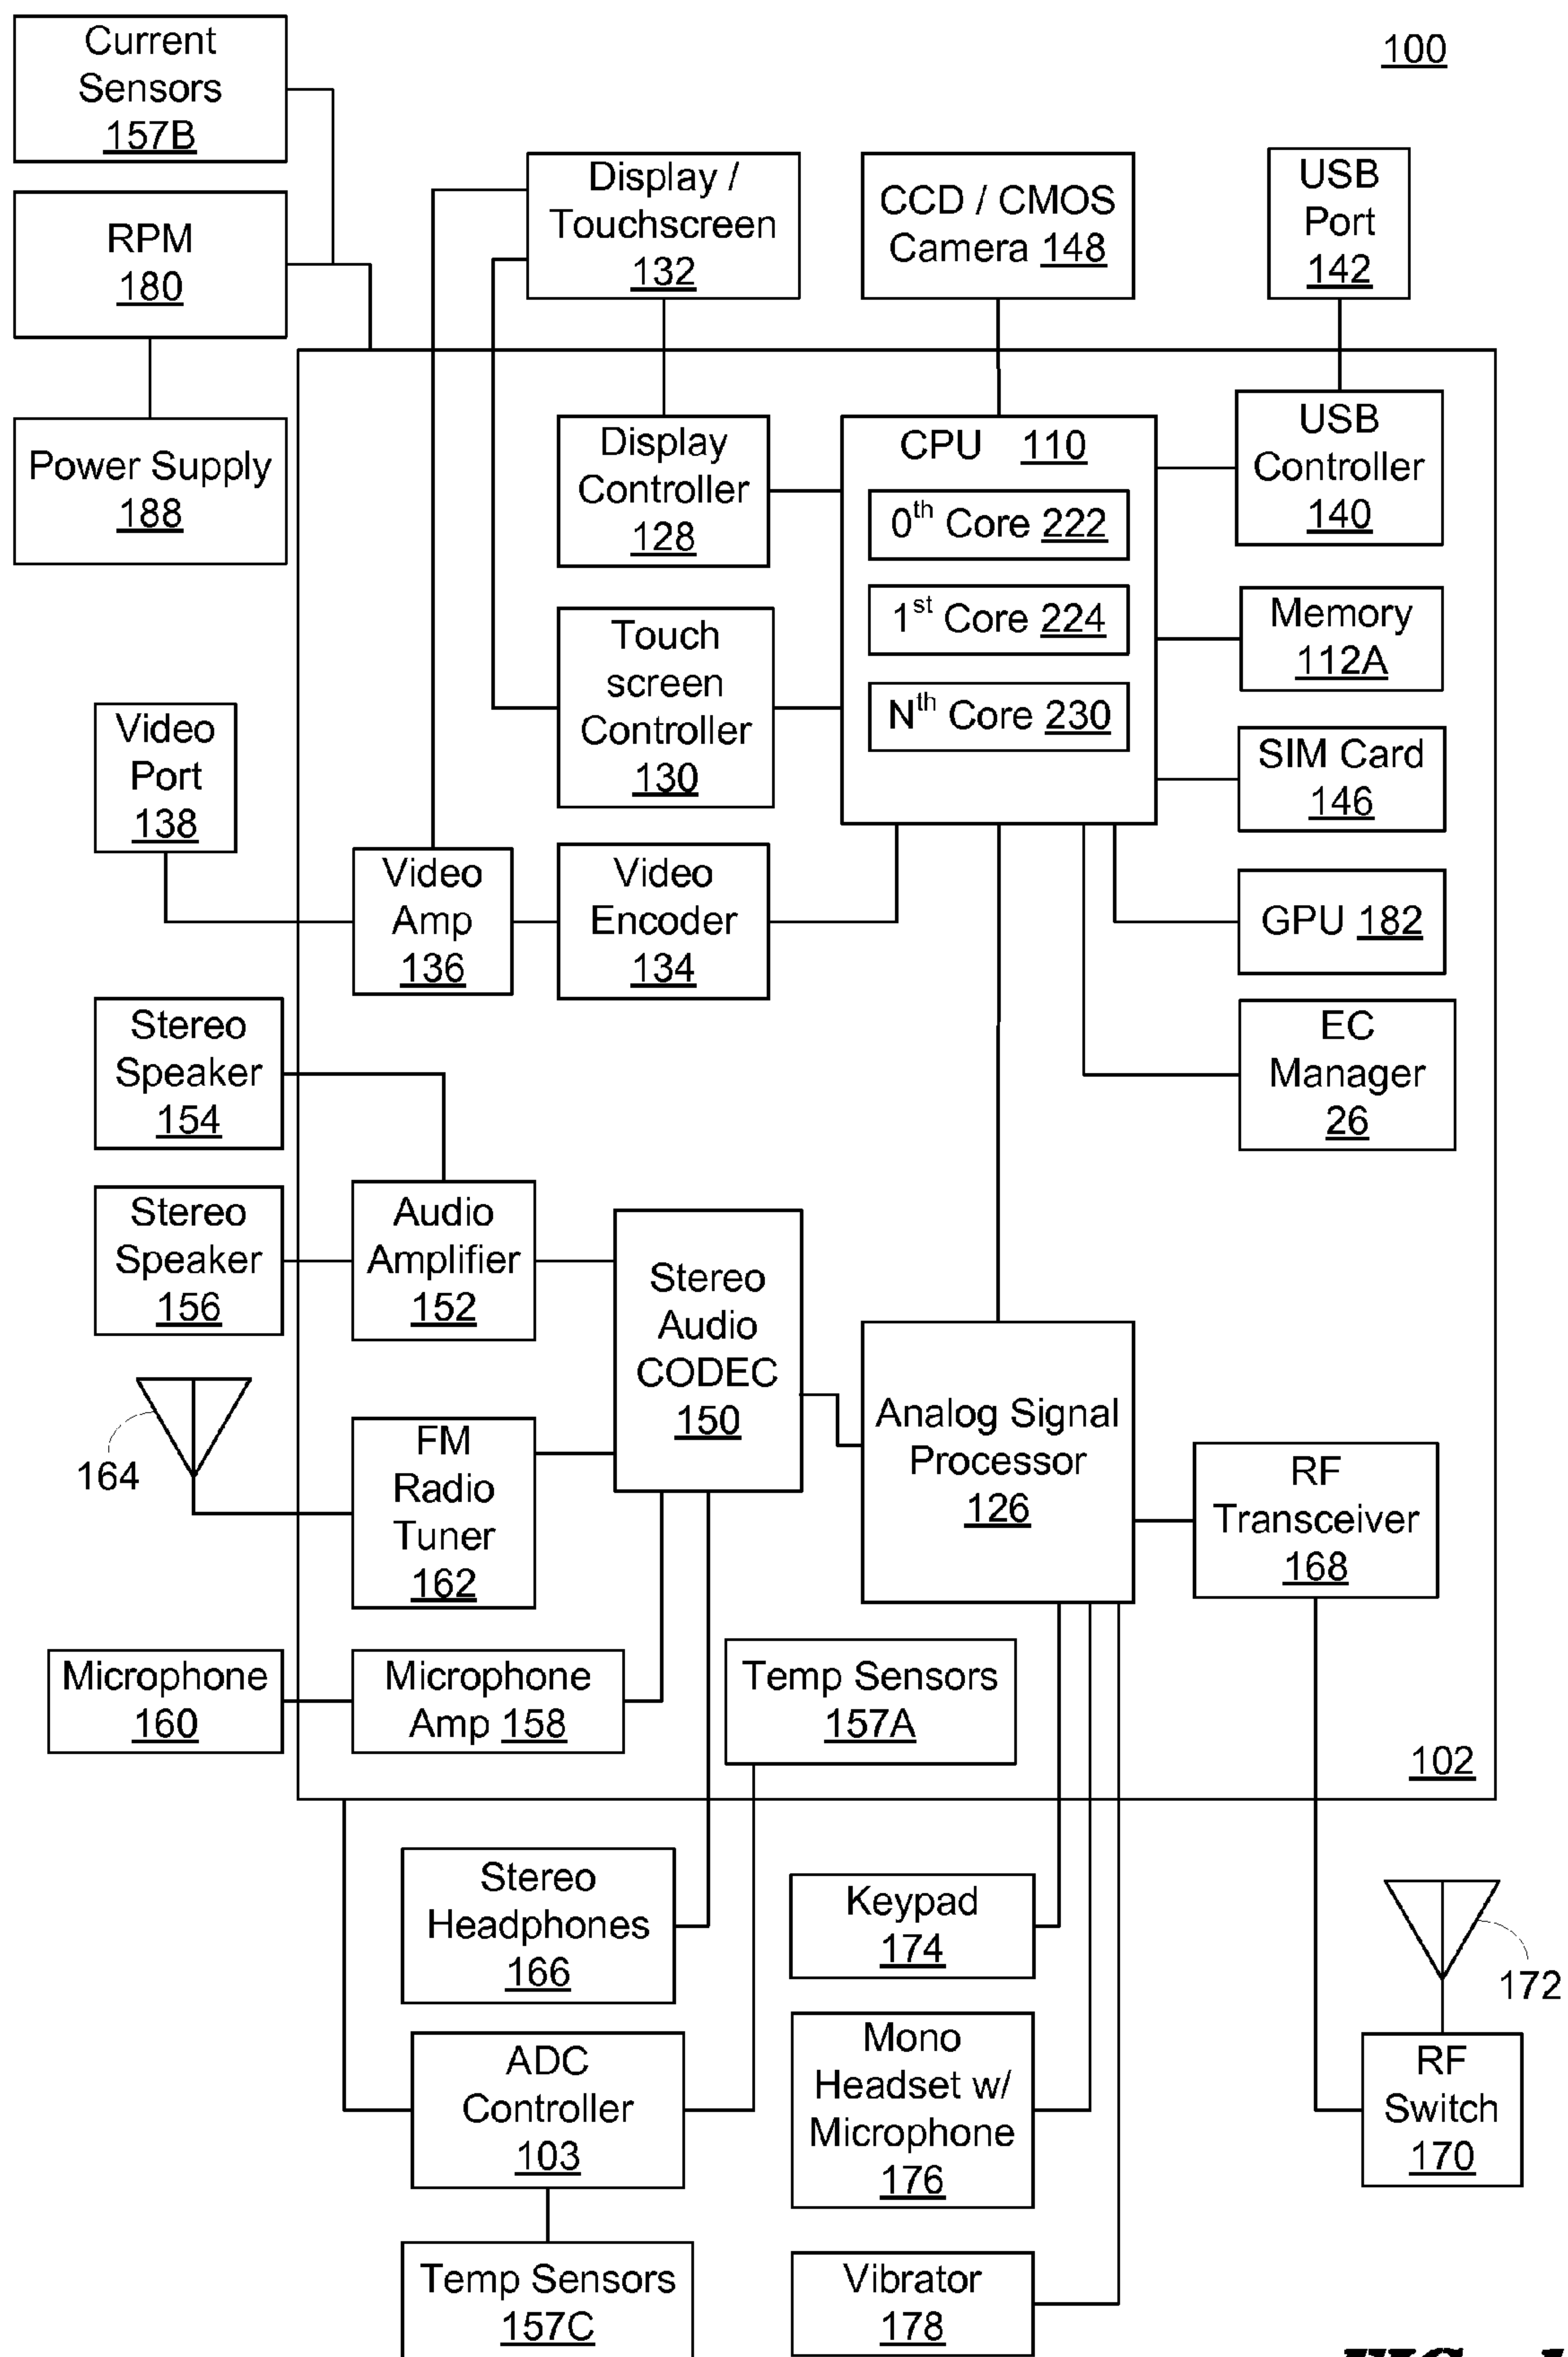 Current
Sensors
157B
100
RPM
180
Power Supply
188
Display /
Touchscreen
132
CCD / CMOS
Camera 148
USB
Port
142
Display
Controller
128
CPU 110
0th Core 222
1st Core 224
Nth Core 230
USB
Controller
140
Touch
screen
Controller
130
Memory
112A
SIM Card
146
Video
Port
138
Video
Amp
136
Video
Encoder
134
GPU 182
EC
Manager
26
Stereo
Speaker
154
Stereo
Speaker
156
Audio
Amplifier
152
Stereo
Audio
CODEC
150
Analog Signal
Processor
126
164
FM
Radio
Tuner
162
RF
Transceiver
168
Microphone
160
Microphone
Amp 158
Temp Sensors
157A
102
Stereo
Headphones
166
Keypad
174
172
ADC
Controller
103
Mono
Headset w/
Microphone
176
RF
Switch
170
Temp Sensors
157C
Vibrator
178